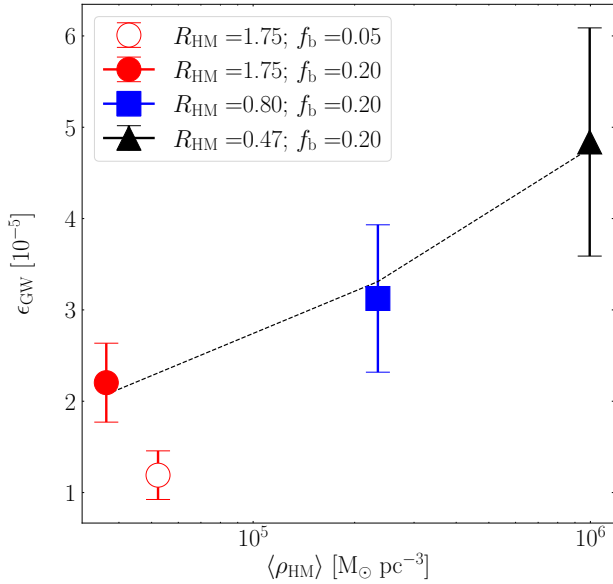 R_HM =1.75; f_b =0.05
R_HM =1.75; f_b =0.20
R_HM =0.80; f_b =0.20
R_HM =0.47; f_b =0.20
6
5
4
3
2
1
ϵ_GW [10^−5]
10^5
10^6
⟨ρ_HM⟩ [M_⊙ pc^−3]